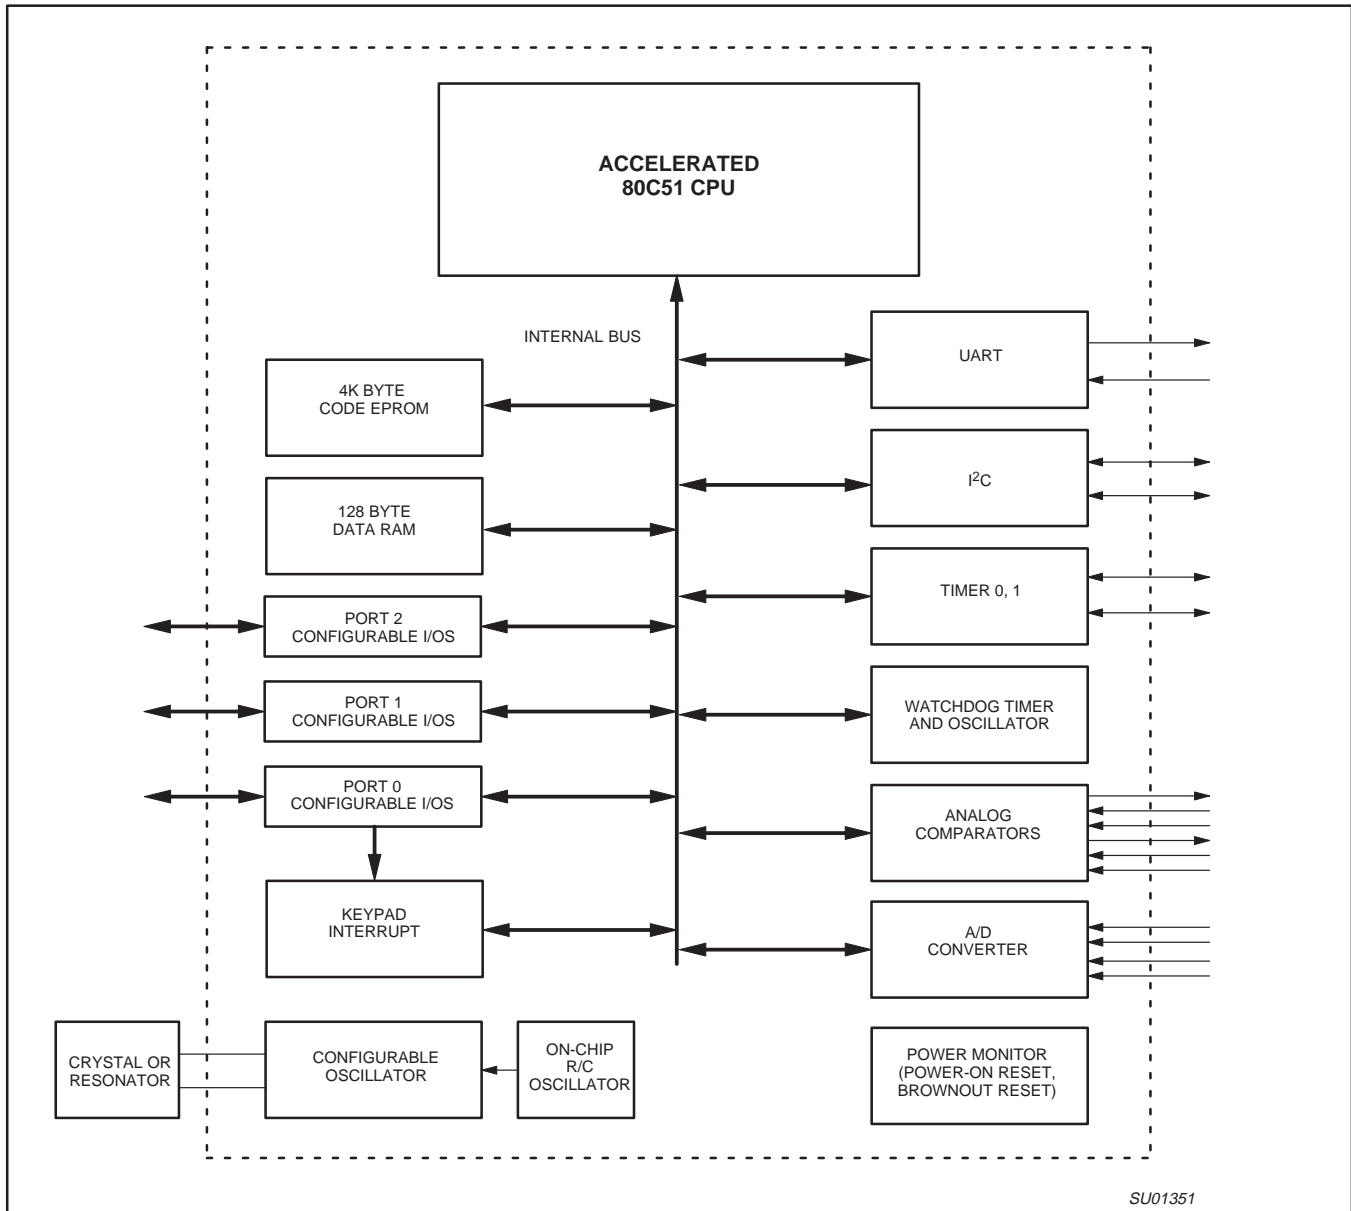 ACCELERATED
80C51 CPU
INTERNAL BUS
4K BYTE
CODE EPROM
128 BYTE
DATA RAM
PORT 2
CONFIGURABLE I/OS
PORT 1
CONFIGURABLE I/OS
PORT 0
CONFIGURABLE I/OS
KEYPAD
INTERRUPT
CRYSTAL OR
RESONATOR
CONFIGURABLE
OSCILLATOR
ON-CHIP
R/C
OSCILLATOR
UART
I²C
TIMER 0, 1
WATCHDOG TIMER
AND OSCILLATOR
ANALOG
COMPARATORS
A/D
CONVERTER
POWER MONITOR
(POWER-ON RESET,
BROWNOUT RESET)
SU01351